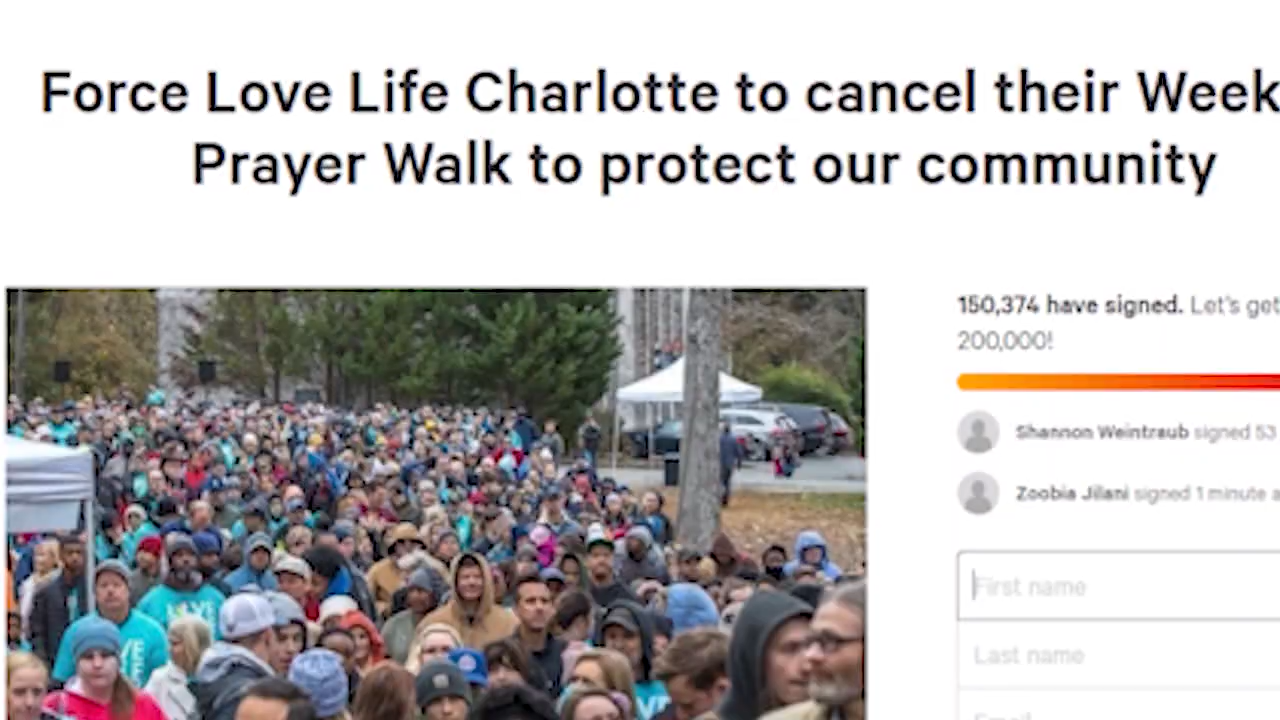 Force Love Life Charlotte to cancel their Week
Prayer Walk to protect our community
150,374 have signed. Let's get
200,000!
Shannon Weintraub signed 53
Zoobia Jilani signed 1 minute a
First name
Last name
Email